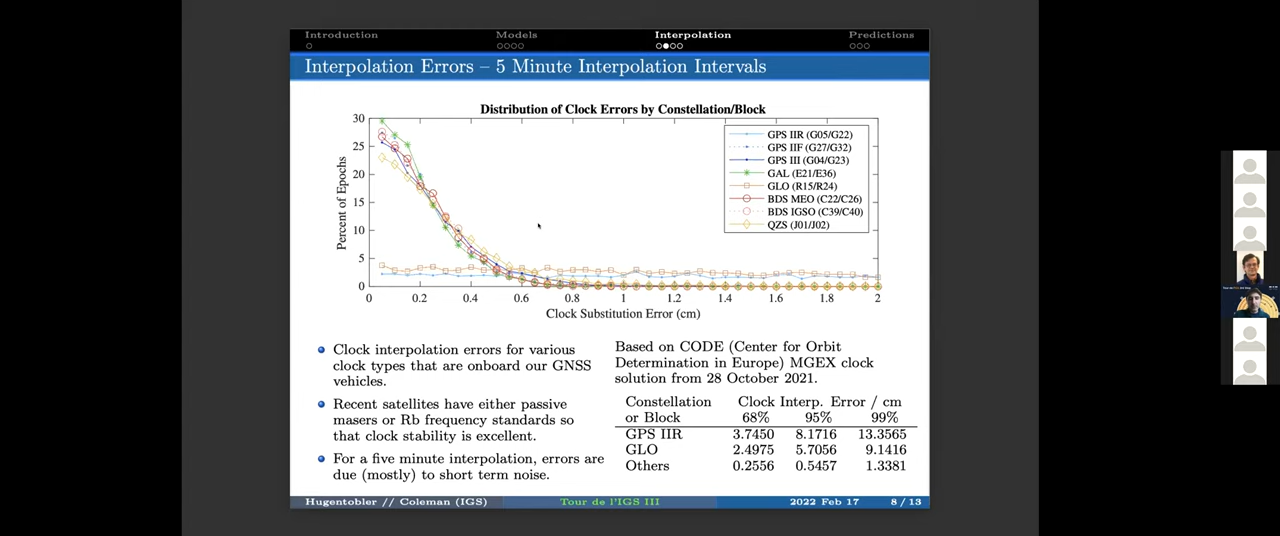 Introduction Models Interpolation Predictions
Interpolation Errors – 5 Minute Interpolation Intervals
Distribution of Clock Errors by Constellation/Block
Percent of Epochs
30
25
20
15
10
5
0
0 0.2 0.4 0.6 0.8 1 1.2 1.4 1.6 1.8 2
Clock Substitution Error (cm)
GPS IIR (G05/G22)
GPS IIF (G27/G32)
GPS III (G04/G23)
GAL (E21/E36)
GLO (R15/R24)
BDS MEO (C22/C26)
BDS IGSO (C39/C40)
QZS (J01/J02)
Clock interpolation errors for various
clock types that are onboard our GNSS
vehicles.
Recent satellites have either passive
masers or Rb frequency standards so
that clock stability is excellent.
For a five minute interpolation, errors are
due (mostly) to short term noise.
Based on CODE (Center for Orbit
Determination in Europe) MGEX clock
solution from 28 October 2021.
Constellation Clock Interp. Error / cm
or Block 68% 95% 99%
GPS IIR 3.7450 8.1716 13.3565
GLO 2.4975 5.7056 9.1416
Others 0.2556 0.5457 1.3381
Hugentobler // Coleman (IGS) Tour de l'IGS III 2022 Feb 17 8 / 13